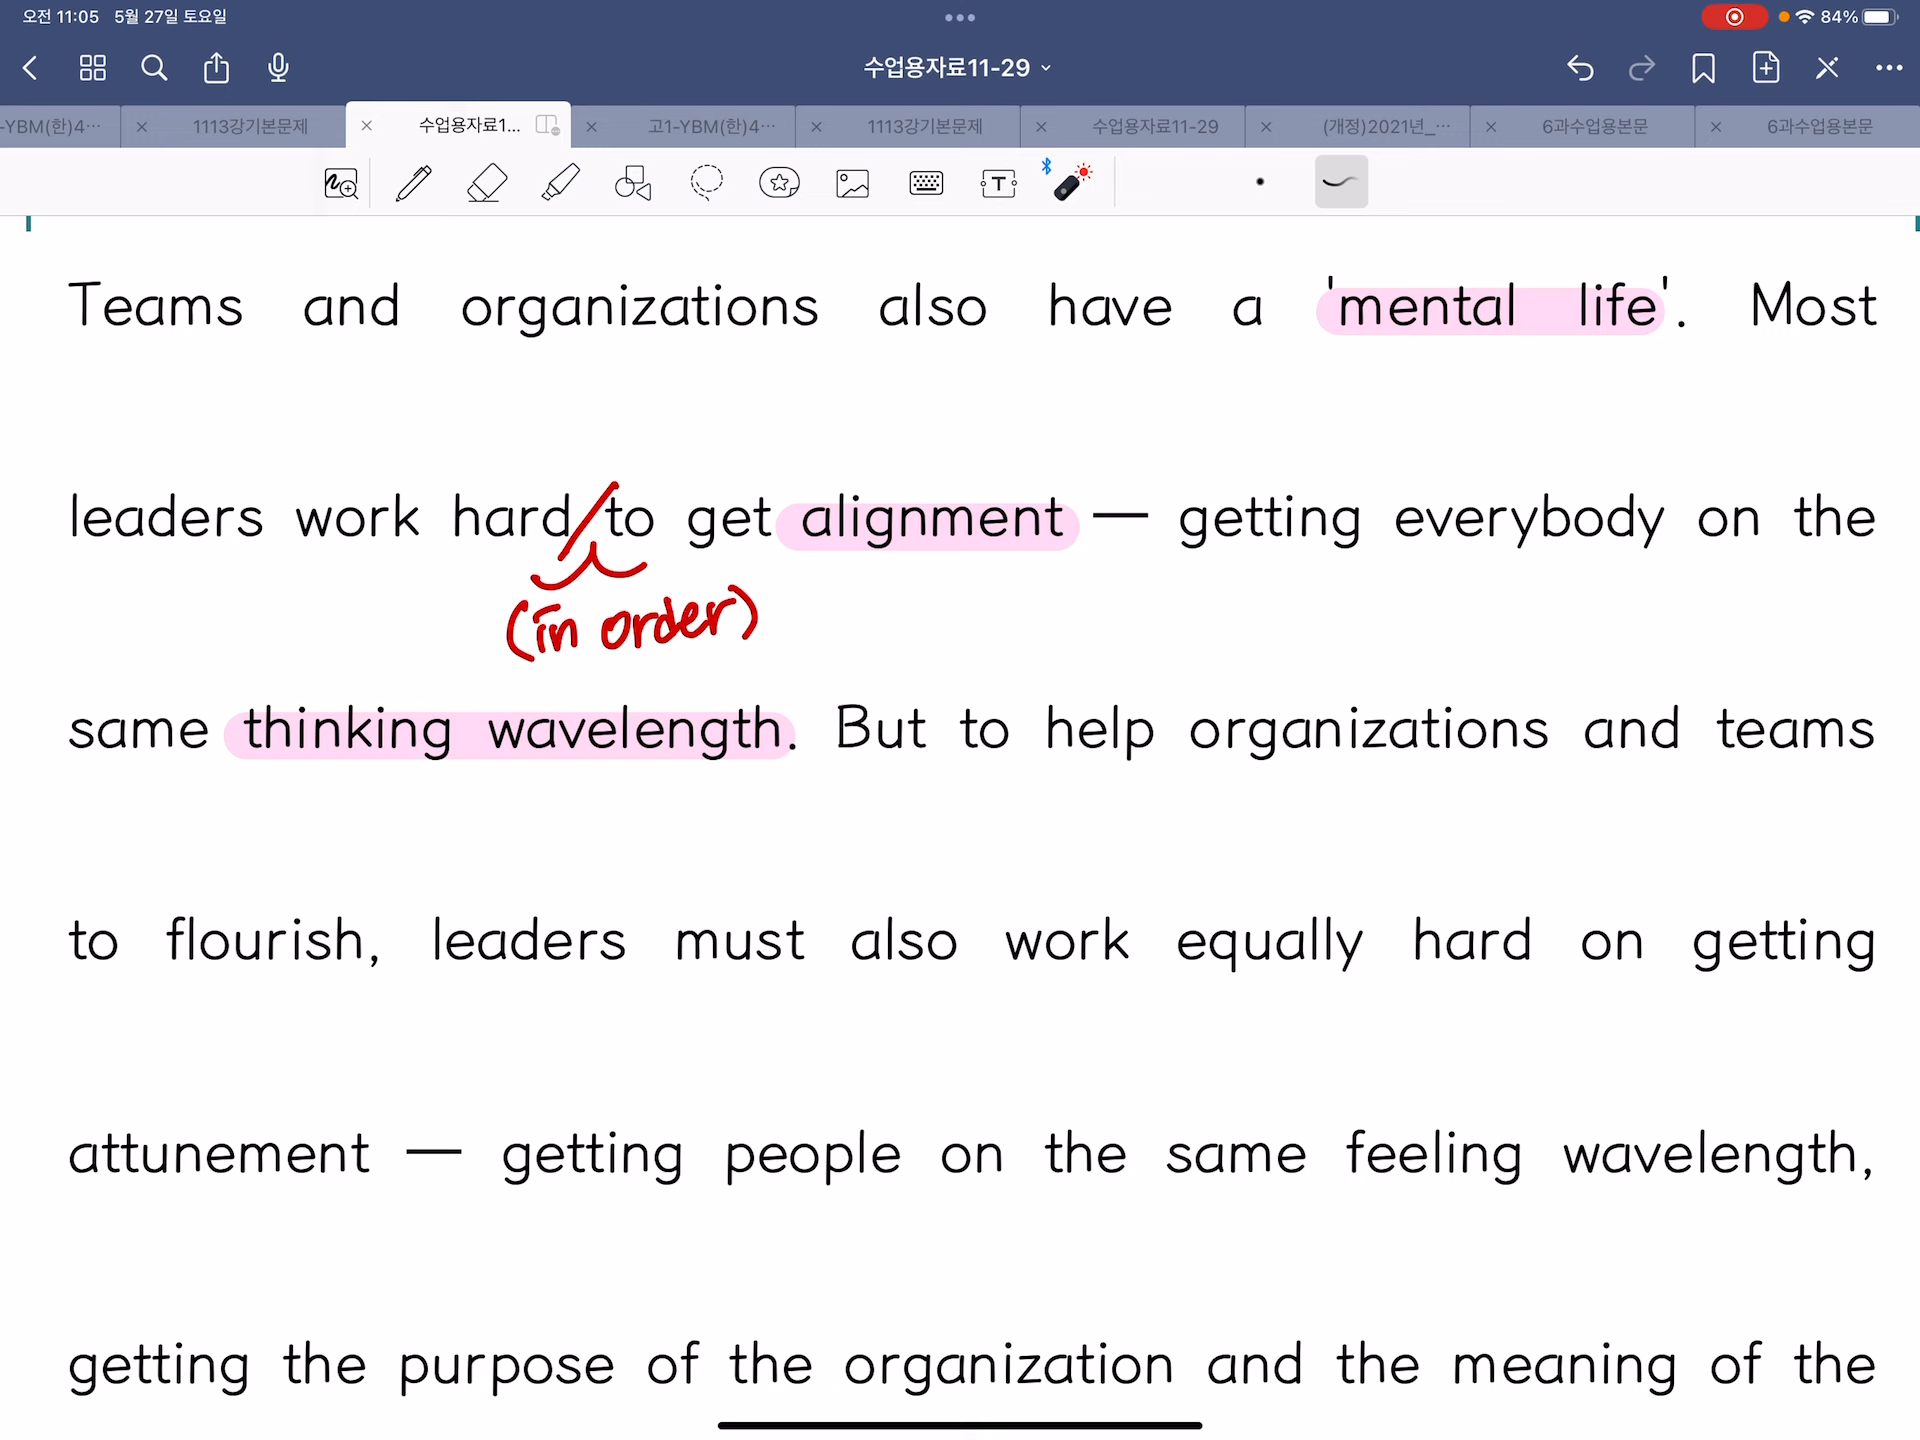 오전 11:05 5월 27일 토요일 84%
수업용자료11-29
-YBM(한)4… 1113강기본문제 수업용자료1... 고1-YBM(한)4… 1113강기본문제 수업용자료11-29 (개정)2021년_… 6과수업용본문 6과수업용본문
Teams and organizations also have a 'mental life'. Most
leaders work hard to get alignment — getting everybody on the
(in order)
same thinking wavelength. But to help organizations and teams
to flourish, leaders must also work equally hard on getting
attunement — getting people on the same feeling wavelength,
getting the purpose of the organization and the meaning of the